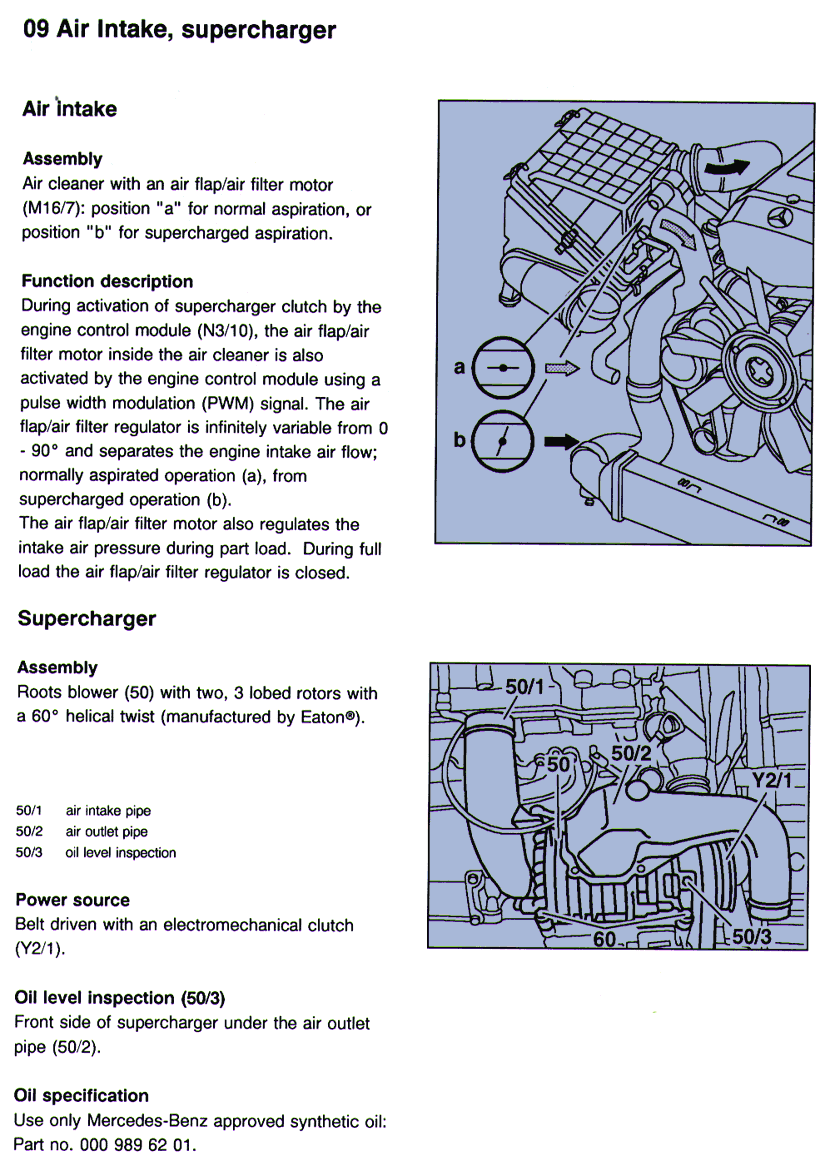 09 Air Intake, supercharger
Air intake
Assembly
Air cleaner with an air flap/air filter motor
(M16/7): position "a" for normal aspiration, or
position "b" for supercharged aspiration.
Function description
During activation of supercharger clutch by the
engine control module (N3/10), the air flap/air
filter motor inside the air cleaner is also
activated by the engine control module using a
pulse width modulation (PWM) signal. The air
flap/air filter regulator is infinitely variable from 0
- 90° and separates the engine intake air flow;
normally aspirated operation (a), from
supercharged operation (b).
The air flap/air filter motor also regulates the
intake air pressure during part load. During full
load the air flap/air filter regulator is closed.
a
b
Supercharger
Assembly
Roots blower (50) with two, 3 lobed rotors with
a 60° helical twist (manufactured by Eaton®).
50/1 air intake pipe
50/2 air outlet pipe
50/3 oil level inspection
Power source
Belt driven with an electromechanical clutch
(Y2/1).
Oil level inspection (50/3)
Front side of supercharger under the air outlet
pipe (50/2).
Oil specification
Use only Mercedes-Benz approved synthetic oil:
Part no. 000 989 62 01.
50/1
50/2
50
Y2/1
60
50/3